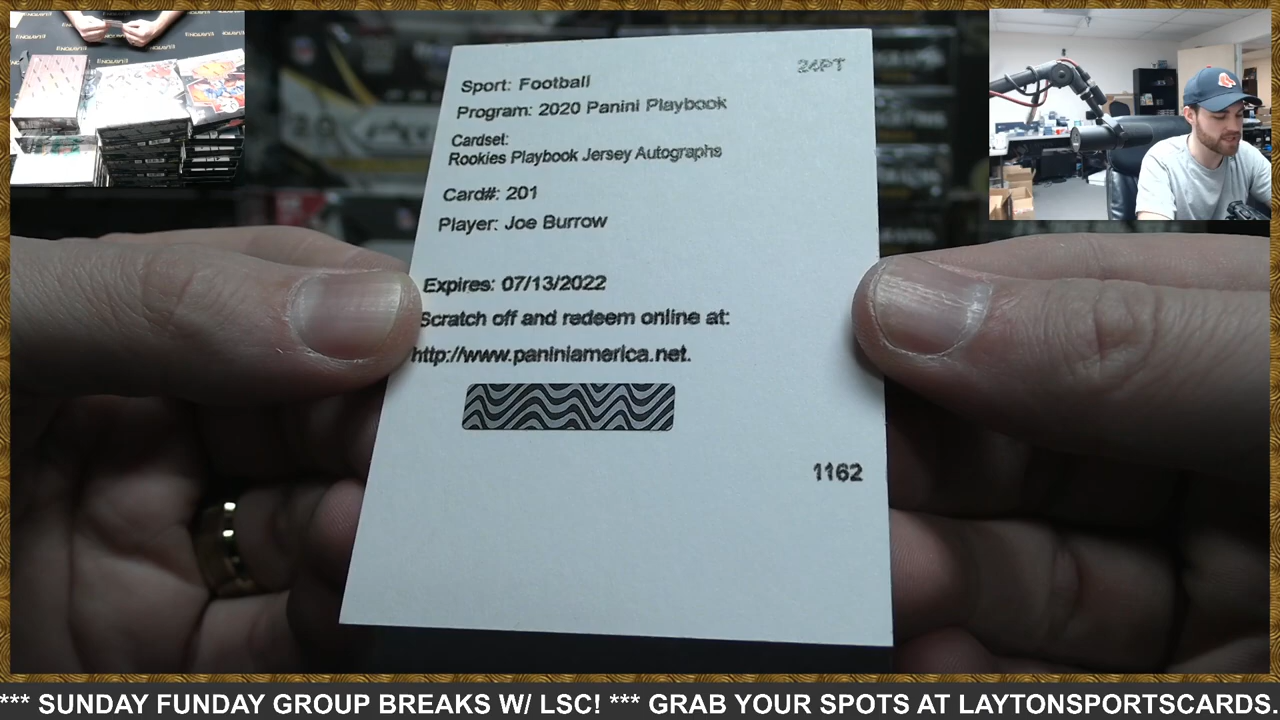 24PT
Sport: Football
Program: 2020 Panini Playbook
Cardset:
Rookies Playbook Jersey Autographs
Card#: 201
Player: Joe Burrow
Expires: 07/13/2022
Scratch off and redeem online at:
http://www.paniniamerica.net.
1162
*** SUNDAY FUNDAY GROUP BREAKS W/ LSC! *** GRAB YOUR SPOTS AT LAYTONSPORTSCARDS.